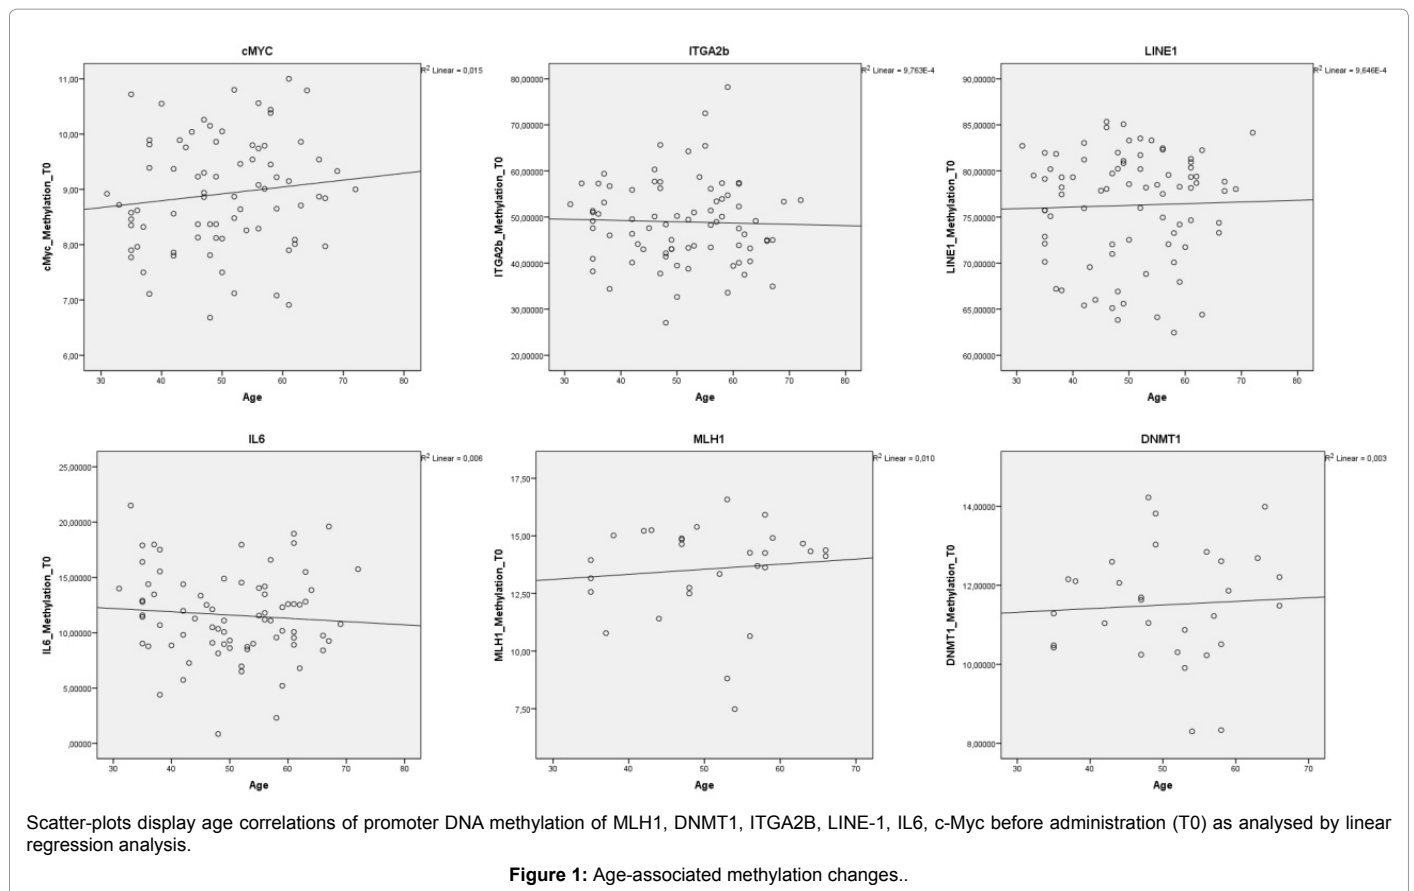 cMYC
R² Linear = 0,015
11,00
10,00
9,00
8,00
7,00
6,00
cMyc_Methylation_T0
30 40 50 60 70 80
Age
ITGA2b
R² Linear = 9,763E-4
80,00000
70,00000
60,00000
50,00000
40,00000
30,00000
20,00000
ITGA2b_Methylation_T0
30 40 50 60 70 80
Age
LINE1
R² Linear = 9,646E-4
90,00000
85,00000
80,00000
75,00000
70,00000
65,00000
60,00000
LINE1_Methylation_T0
30 40 50 60 70 80
Age
IL6
R² Linear = 0,006
25,00000
20,00000
15,00000
10,00000
5,00000
,00000
IL6_Methylation_T0
30 40 50 60 70 80
Age
MLH1
R² Linear = 0,010
17,50
15,00
12,50
10,00
7,50
MLH1_Methylation_T0
30 40 50 60 70
Age
DNMT1
R² Linear = 0,003
14,00000
12,00000
10,00000
8,00000
DNMT1_Methylation_T0
30 40 50 60 70
Age
Scatter-plots display age correlations of promoter DNA methylation of MLH1, DNMT1, ITGA2B, LINE-1, IL6, c-Myc before administration (T0) as analysed by linear
regression analysis.
Figure 1: Age-associated methylation changes..